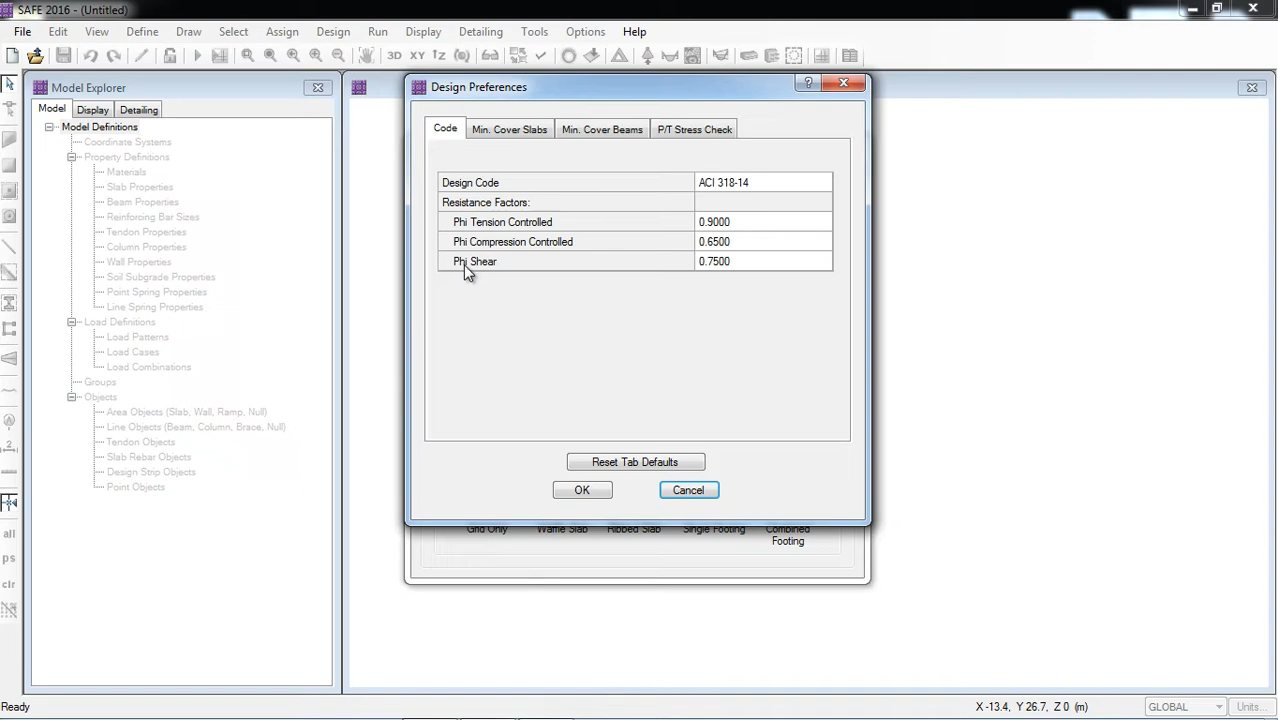 SAFE 2016 - (Untitled)
File Edit View Define Draw Select Assign Design Run Display Detailing Tools Options Help
3D XY
Model Explorer
Model Display Detailing
Model Definitions
Coordinate Systems
Property Definitions
Materials
Slab Properties
Beam Properties
Reinforcing Bar Sizes
Tendon Properties
Column Properties
Wall Properties
Soil Subgrade Properties
Point Spring Properties
Line Spring Properties
Load Definitions
Load Patterns
Load Cases
Load Combinations
Groups
Objects
Area Objects (Slab, Wall, Ramp, Null)
Line Objects (Beam, Column, Brace, Null)
Tendon Objects
Slab Rebar Objects
Design Strip Objects
Point Objects
all
ps
clr
Design Preferences
Code Min. Cover Slabs Min. Cover Beams P/T Stress Check
Design Code ACI 318-14
Resistance Factors:
Phi Tension Controlled 0.9000
Phi Compression Controlled 0.6500
Phi Shear 0.7500
Reset Tab Defaults
OK Cancel
Grid Only Waffle Slab Ribbed Slab Single Footing Combined
Footing
Ready X -13.4, Y 26.7, Z 0 (m) GLOBAL Units...